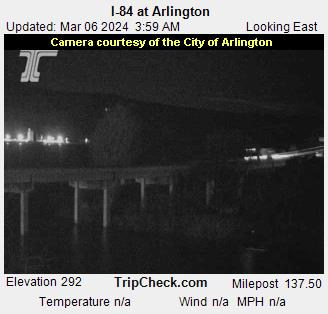 I-84 at Arlington
Updated: Mar 06 2024 3:59 AM Looking East
Camera courtesy of the City of Arlington
Elevation 292 TripCheck.com Milepost 137.50
Temperature n/a Wind n/a MPH n/a